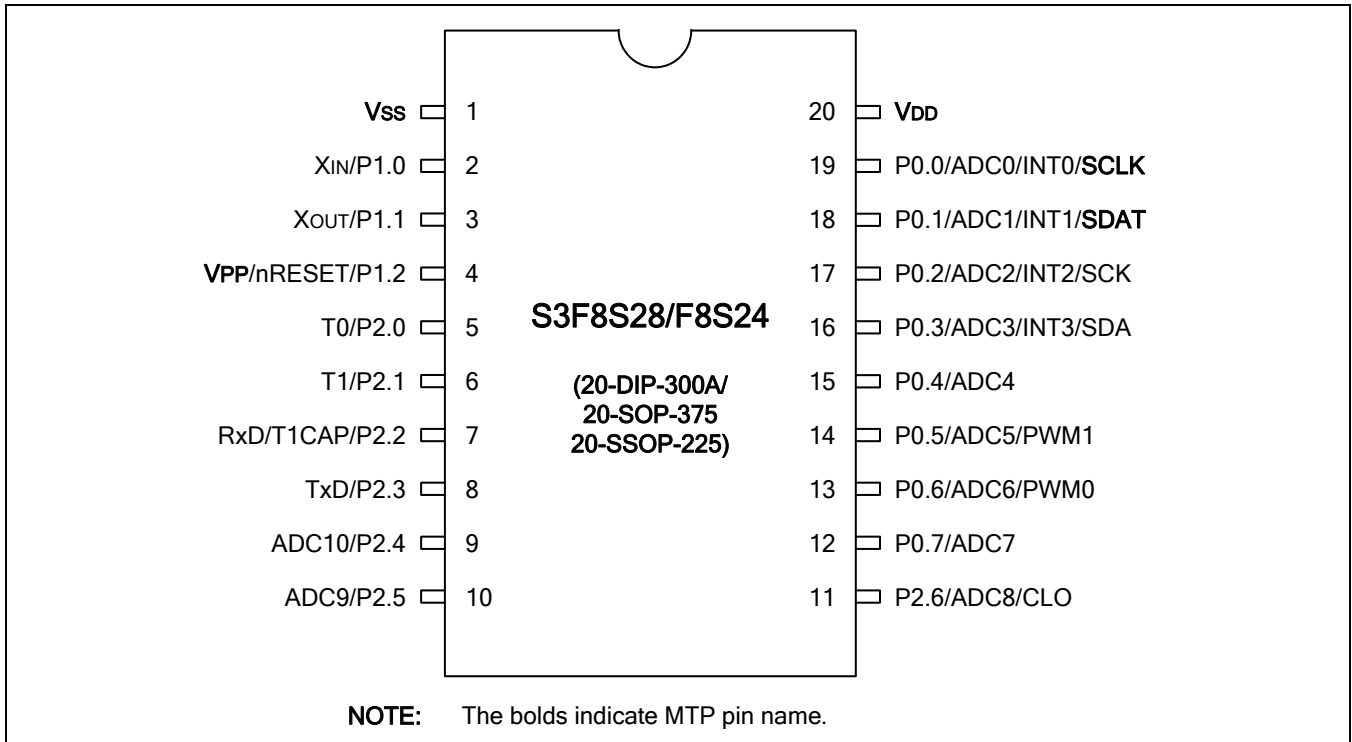 Vss 1 20 VDD
XIN/P1.0 2 19 P0.0/ADC0/INT0/SCLK
XOUT/P1.1 3 18 P0.1/ADC1/INT1/SDAT
VPP/nRESET/P1.2 4 17 P0.2/ADC2/INT2/SCK
T0/P2.0 5 16 P0.3/ADC3/INT3/SDA
T1/P2.1 6 15 P0.4/ADC4
RxD/T1CAP/P2.2 7 14 P0.5/ADC5/PWM1
TxD/P2.3 8 13 P0.6/ADC6/PWM0
ADC10/P2.4 9 12 P0.7/ADC7
ADC9/P2.5 10 11 P2.6/ADC8/CLO
S3F8S28/F8S24
(20-DIP-300A/
20-SOP-375
20-SSOP-225)
NOTE: The bolds indicate MTP pin name.